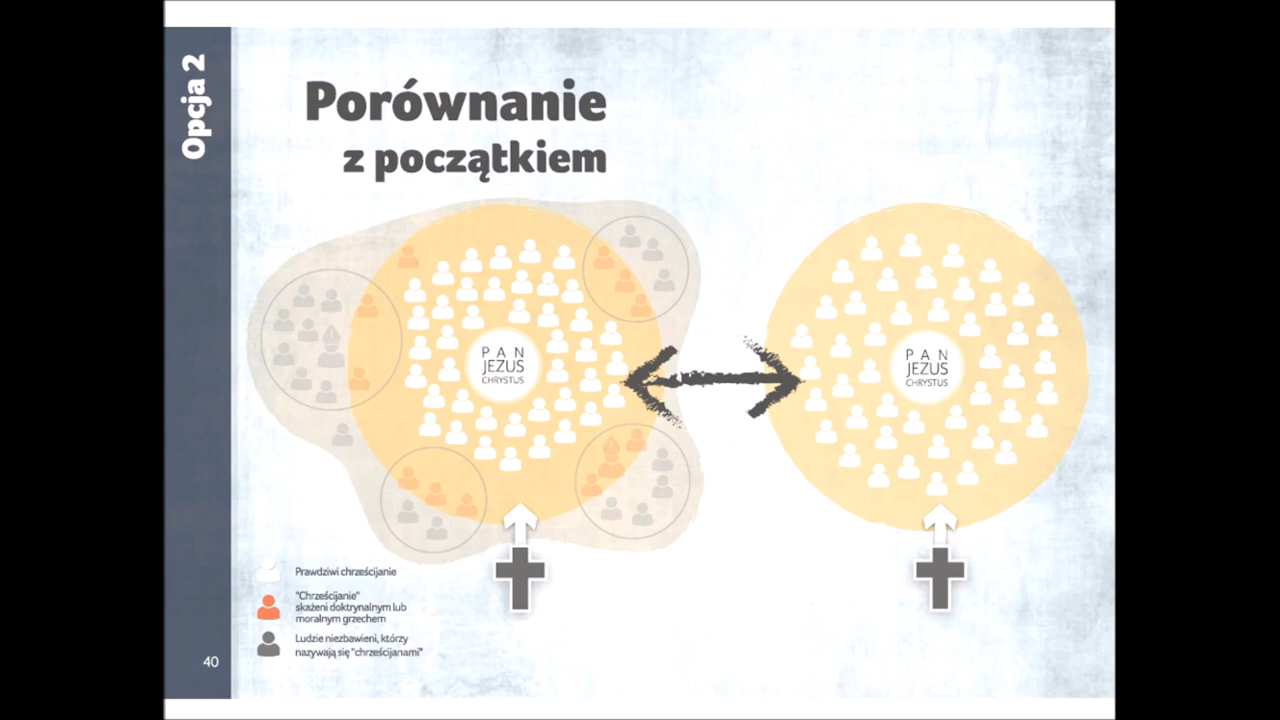 Opcja 2
Porównanie
z początkiem
PAN
JEZUS
CHRYSTUS
PAN
JEZUS
CHRYSTUS
Prawdziwi chrześcijanie
"Chrześcijanie"
skażeni doktrynalnym lub
moralnym grzechem
Ludzie niezbawieni, którzy
nazywają się "chrześcijanami"
40